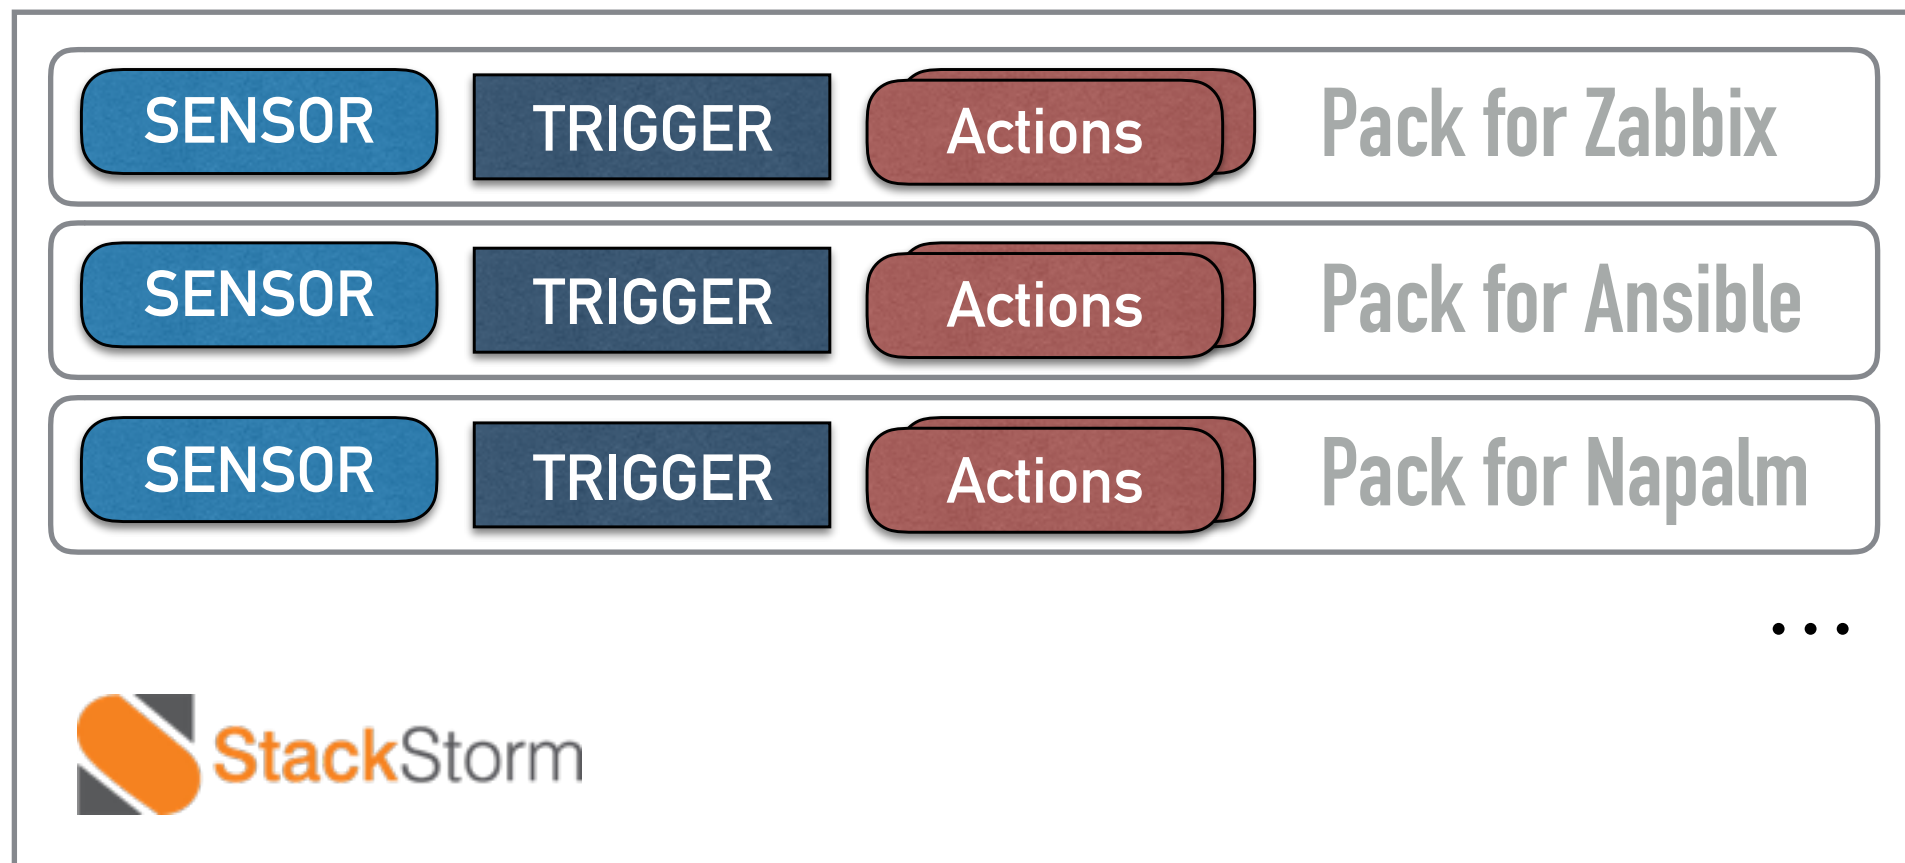 SENSOR TRIGGER Actions Pack for Zabbix
SENSOR TRIGGER Actions Pack for Ansible
SENSOR TRIGGER Actions Pack for Napalm
...
StackStorm